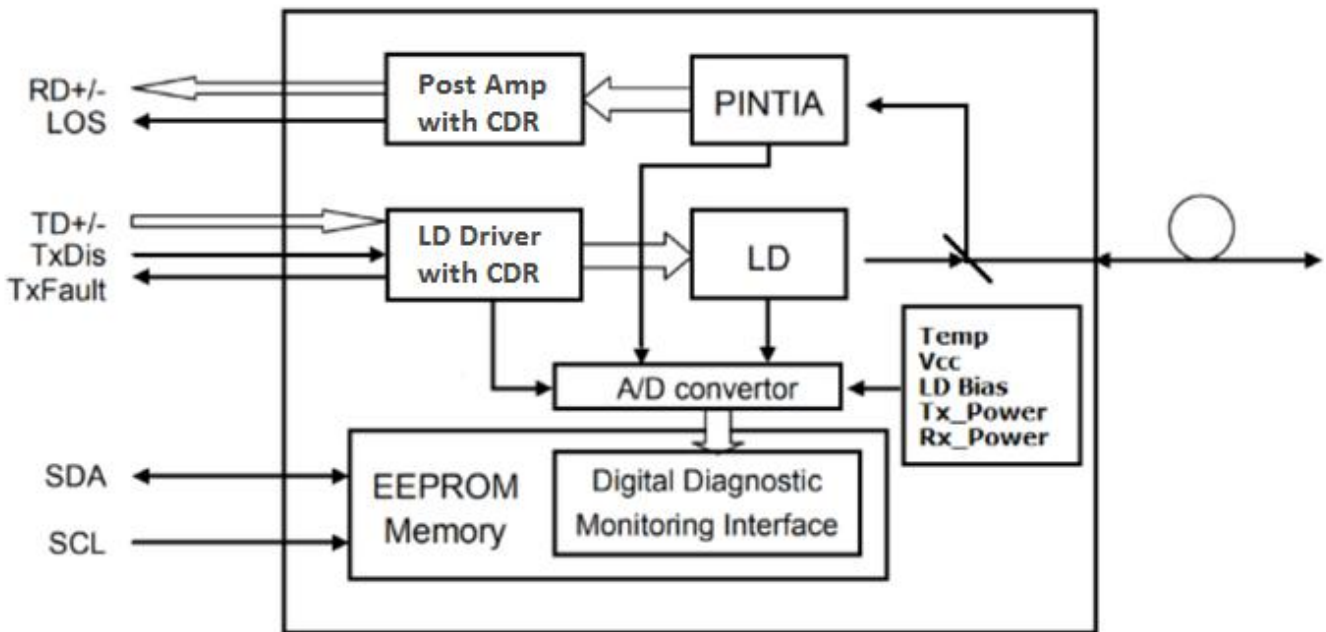 RD+/-
LOS
Post Amp
with CDR
PINTIA
TD+/-
TxDis
TxFault
LD Driver
with CDR
LD
Temp
Vcc
LD Bias
Tx_Power
Rx_Power
A/D convertor
SDA
SCL
EEPROM
Memory
Digital Diagnostic
Monitoring Interface